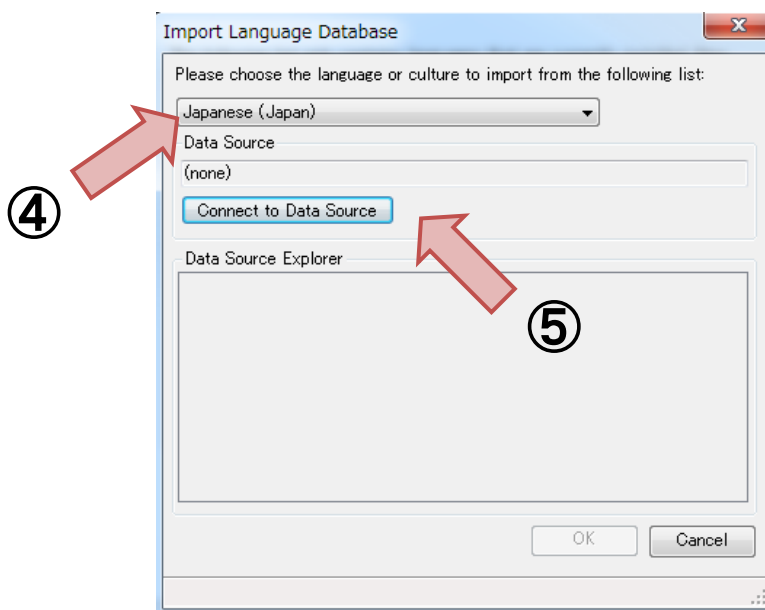 Import Language Database
Please choose the language or culture to import from the following list:
Japanese (Japan)
④
Data Source
(none)
Connect to Data Source
⑤
Data Source Explorer
OK
Cancel